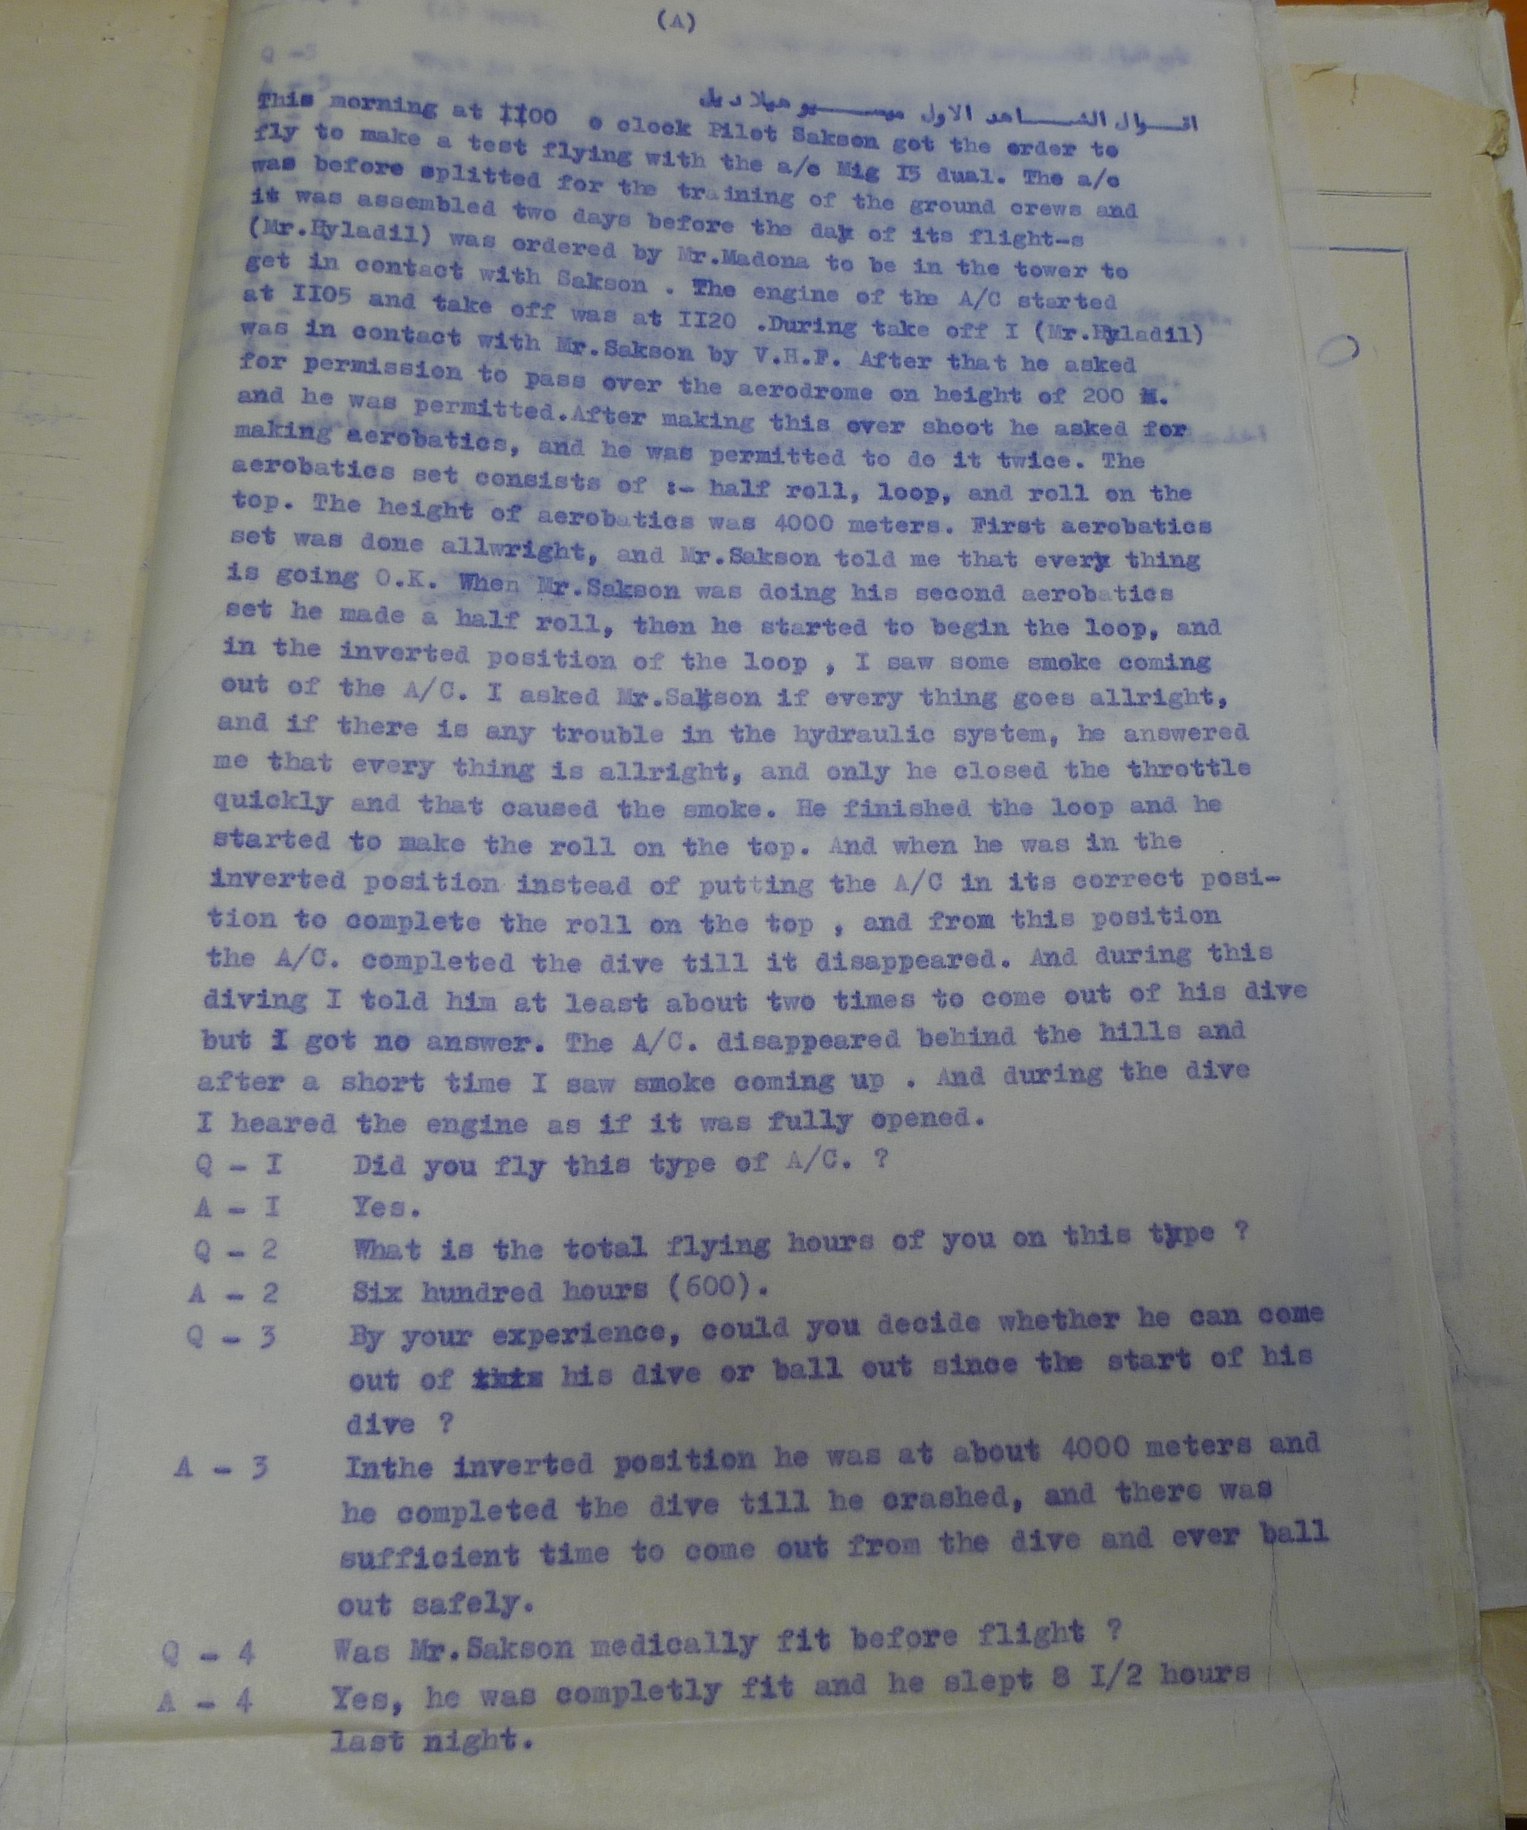 (A)
Q - 5
اقوال الشاهد الاول مسيو هيلاديل
This morning at II00 o clock Pilot Sakson got the order to
fly to make a test flying with the a/c Mig I5 dual. The a/c
was before splitted for the training of the ground crews and
it was assembled two days before the day of its flight-s
(Mr.Hyladil) was ordered by Mr.Madona to be in the tower to
get in contact with Sakson . The engine of the A/C started
at II05 and take off was at II20 .During take off I (Mr.Hyladil)
was in contact with Mr.Sakson by V.H.F. After that he asked
for permission to pass over the aerodrome on height of 200 M.
and he was permitted.After making this over shoot he asked for
making aerobatics, and he was permitted to do it twice. The
aerobatics set consists of :- half roll, loop, and roll on the
top. The height of aerobatics was 4000 meters. First aerobatics
set was done allwright, and Mr.Sakson told me that every thing
is going O.K. When Mr.Sakson was doing his second aerobatics
set he made a half roll, then he started to begin the loop, and
in the inverted position of the loop , I saw some smoke coming
out of the A/C. I asked Mr.Sakson if every thing goes allright,
and if there is any trouble in the hydraulic system, he answered
me that every thing is allright, and only he closed the throttle
quickly and that caused the smoke. He finished the loop and he
started to make the roll on the top. And when he was in the
inverted position instead of putting the A/C in its correct posi-
tion to complete the roll on the top , and from this position
the A/C. completed the dive till it disappeared. And during this
diving I told him at least about two times to come out of his dive
but I got no answer. The A/C. disappeared behind the hills and
after a short time I saw smoke coming up . And during the dive
I heared the engine as if it was fully opened.
Q - I Did you fly this type of A/C. ?
A - I Yes.
Q - 2 What is the total flying hours of you on this type ?
A - 2 Six hundred hours (600).
Q - 3 By your experience, could you decide whether he can come
out of this his dive or ball out since the start of his
dive ?
A - 3 Inthe inverted position he was at about 4000 meters and
he completed the dive till he crashed, and there was
sufficient time to come out from the dive and ever ball
out safely.
Q - 4 Was Mr.Sakson medically fit before flight ?
A - 4 Yes, he was completly fit and he slept 8 I/2 hours
last night.